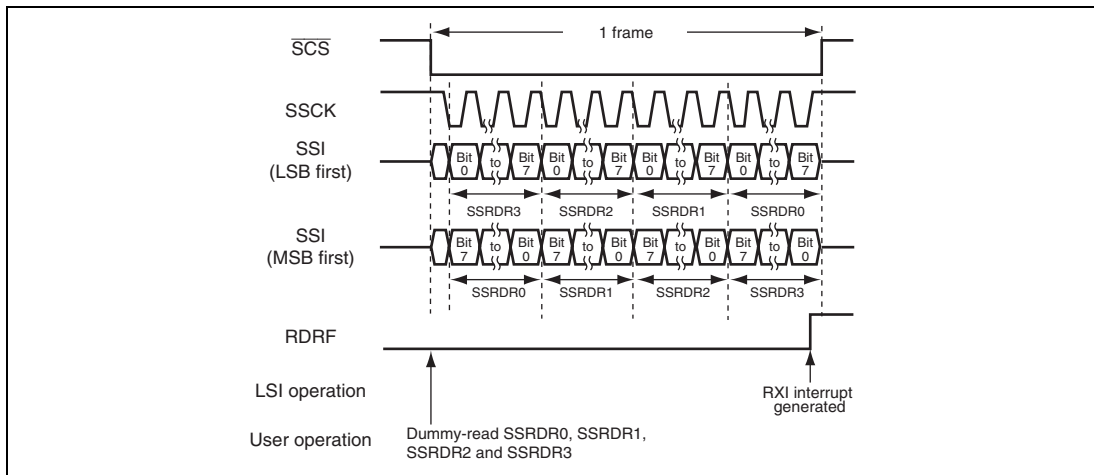 1 frame
SCS
SSCK
SSI
(LSB first)
Bit 0 to Bit 7 Bit 0 to Bit 7 Bit 0 to Bit 7 Bit 0 to Bit 7
SSRDR3 SSRDR2 SSRDR1 SSRDR0
SSI
(MSB first)
Bit 7 to Bit 0 Bit 7 to Bit 0 Bit 7 to Bit 0 Bit 7 to Bit 0
SSRDR0 SSRDR1 SSRDR2 SSRDR3
RDRF
LSI operation
RXI interrupt
generated
User operation
Dummy-read SSRDR0, SSRDR1,
SSRDR2 and SSRDR3